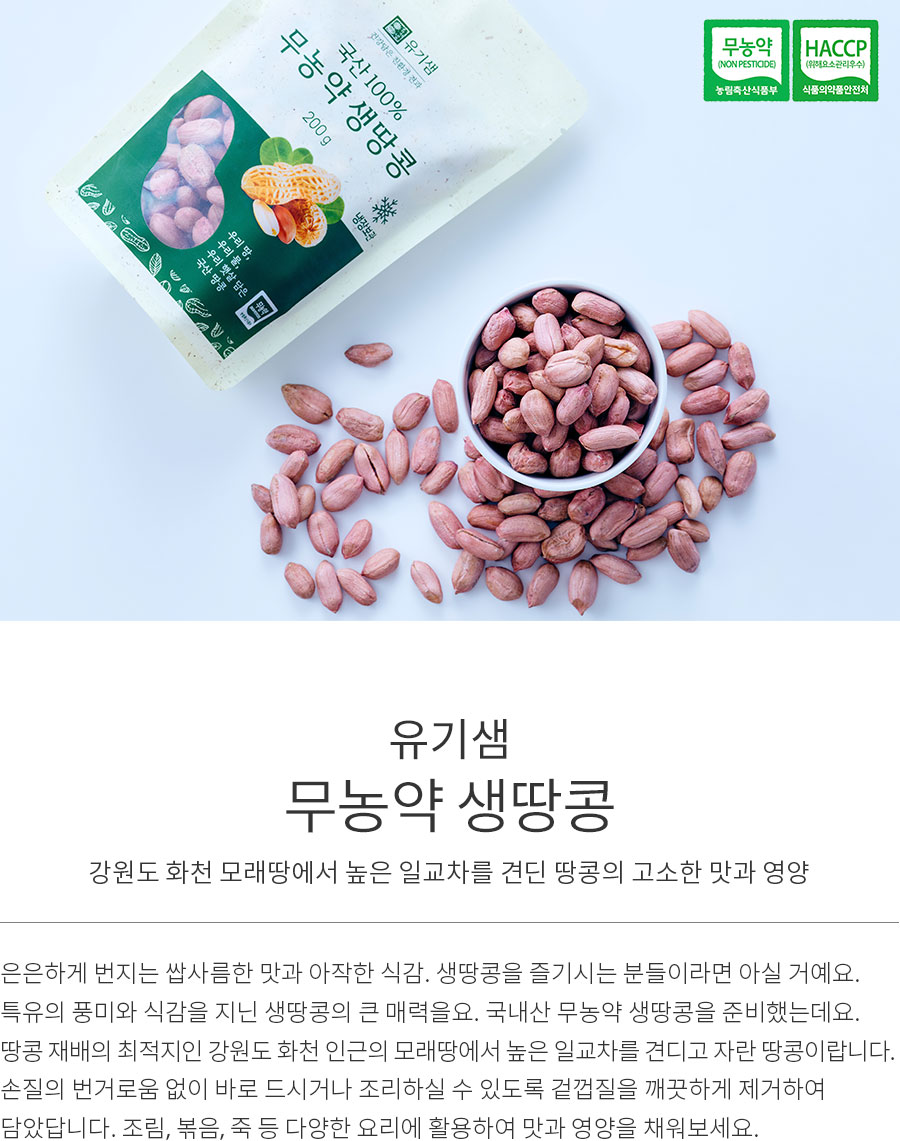 유기샘
건강담은 친환경 견과
국산 100%
무농약 생땅콩
200g
냉장보관
우리 땅,
우리 물,
우리 햇살 담은
국산 땅콩
무농약
(NON PESTICIDE)
농림축산식품부
HACCP
(위해요소관리우수)
식품의약품안전처
유기샘
무농약 생땅콩
강원도 화천 모래땅에서 높은 일교차를 견딘 땅콩의 고소한 맛과 영양
은은하게 번지는 쌉사름한 맛과 아작한 식감. 생땅콩을 즐기시는 분들이라면 아실 거예요.
특유의 풍미와 식감을 지닌 생땅콩의 큰 매력을요. 국내산 무농약 생땅콩을 준비했는데요.
땅콩 재배의 최적지인 강원도 화천 인근의 모래땅에서 높은 일교차를 견디고 자란 땅콩이랍니다.
손질의 번거로움 없이 바로 드시거나 조리하실 수 있도록 겉껍질을 깨끗하게 제거하여
담았답니다. 조림, 볶음, 죽 등 다양한 요리에 활용하여 맛과 영양을 채워보세요.